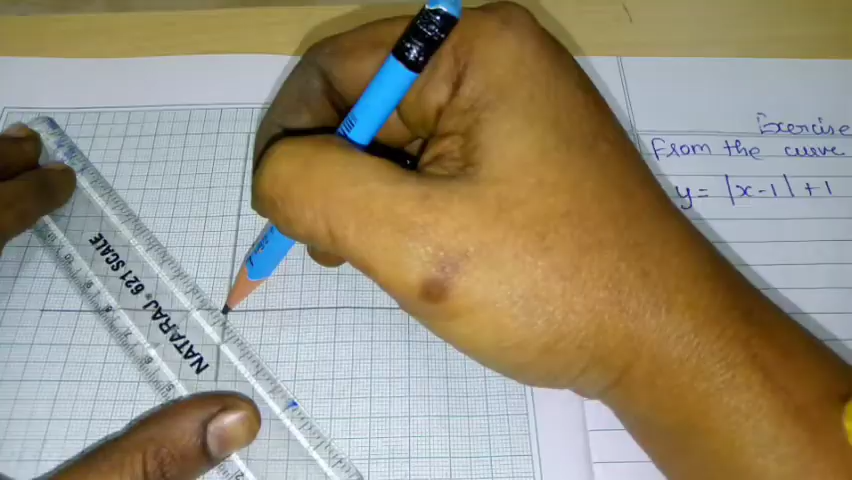 Exercise
From the curve
y = |x-1| +1
NATARAJ 621 SCALE